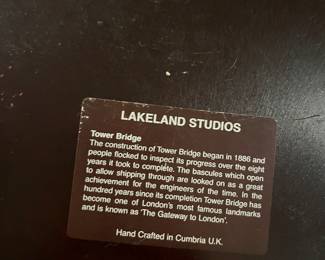 LAKELAND STUDIOS
Tower Bridge
The construction of Tower Bridge began in 1886 and
people flocked to inspect its progress over the eight
years it took to complete. The bascules which open
to allow shipping through are looked on as a great
achievement for the engineers of the time. In the
hundred years since its completion Tower Bridge has
become one of London's most famous landmarks
and is known as 'The Gateway to London'.
Hand Crafted in Cumbria U.K.